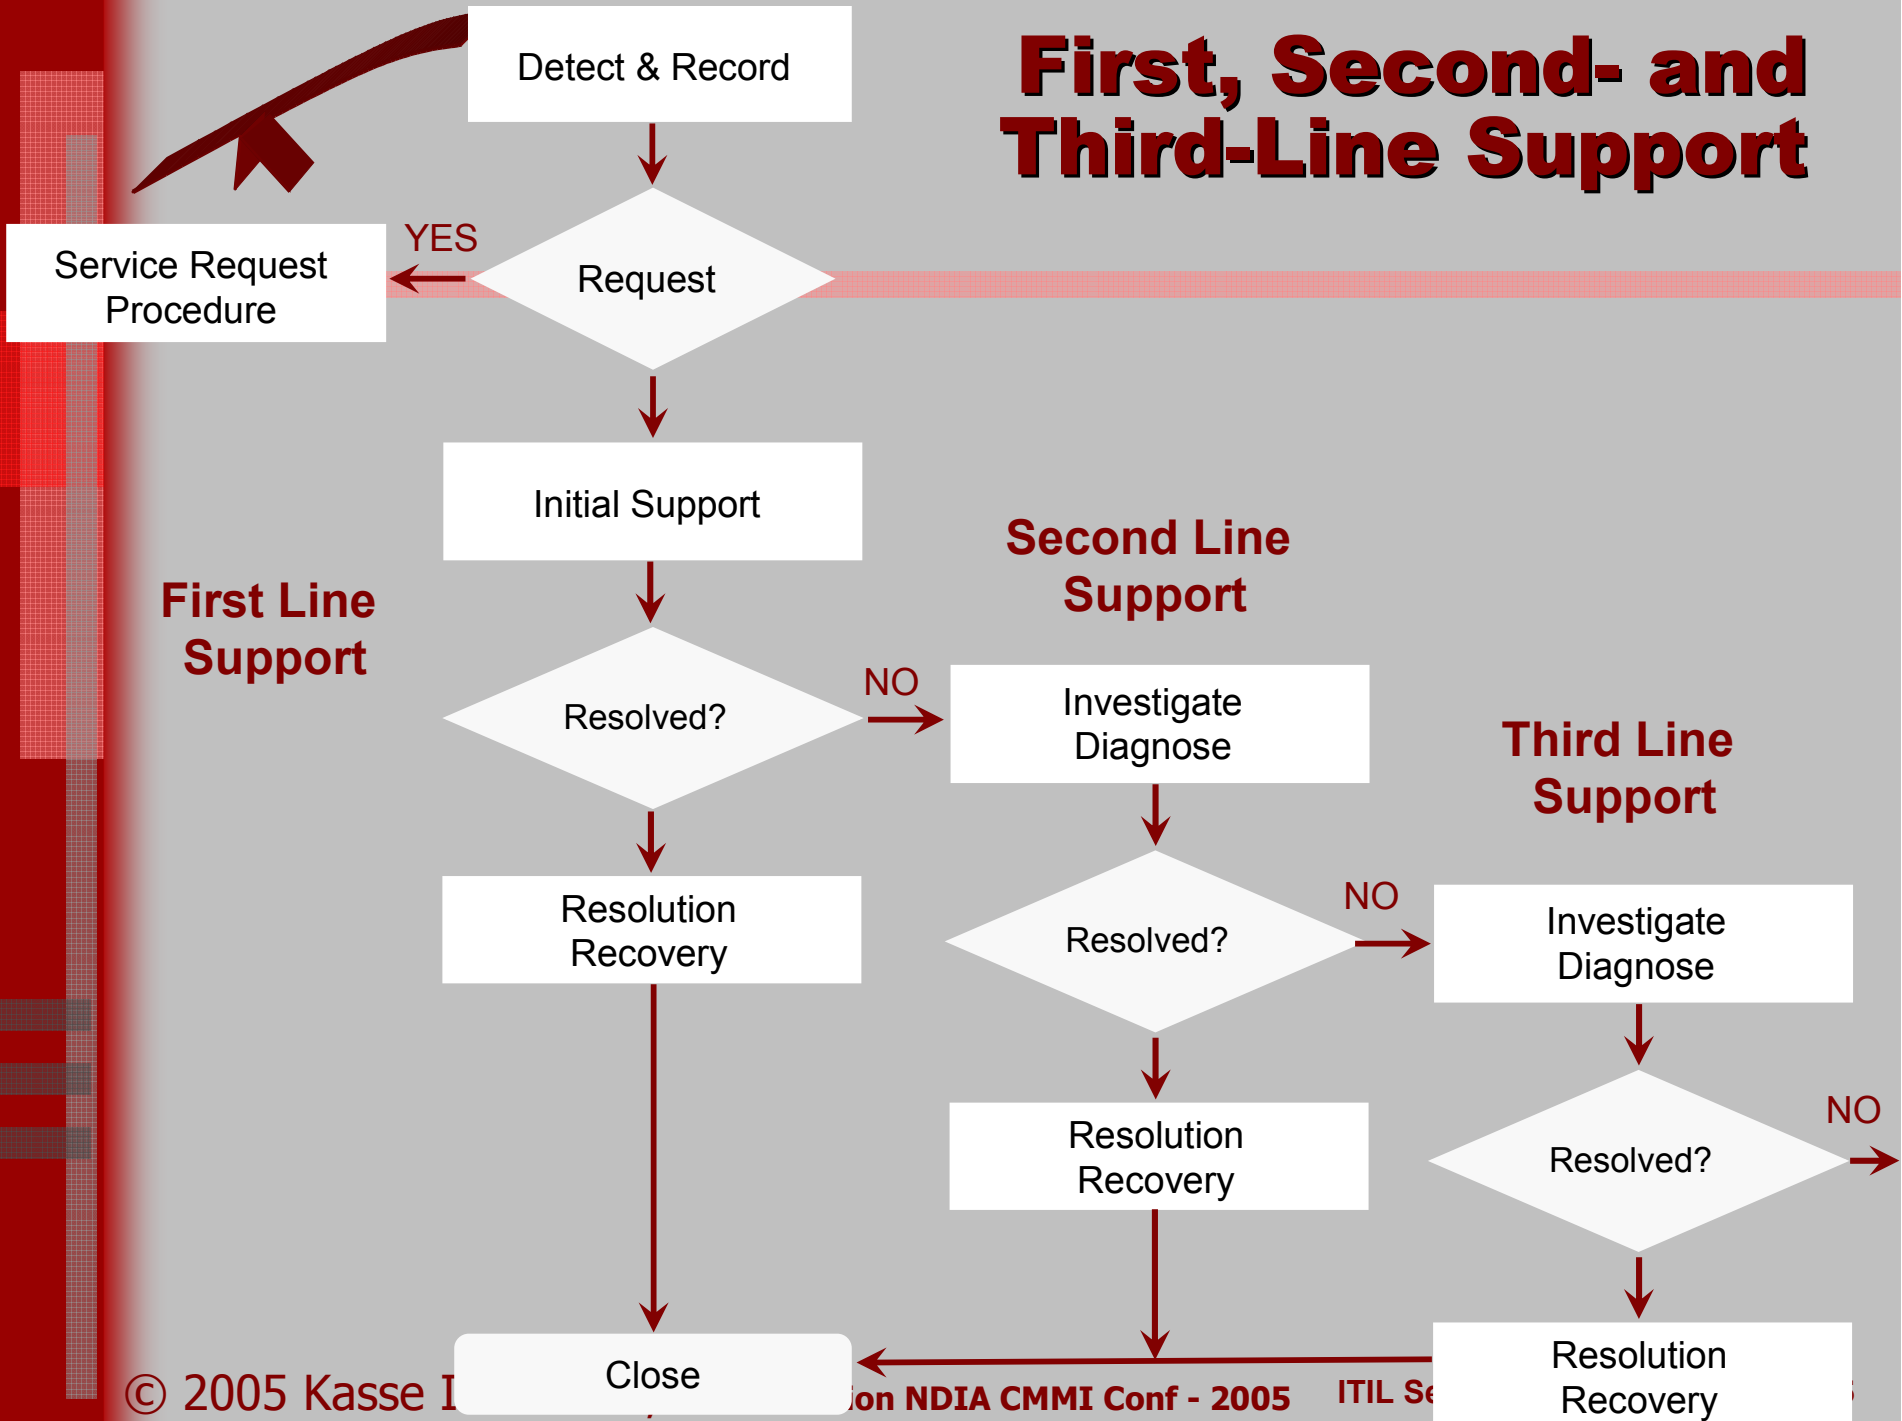 First, Second- and
Third-Line Support
Detect & Record
Request
YES
Service Request
Procedure
Initial Support
First Line
Support
Resolved?
NO
Resolution
Recovery
Second Line
Support
Investigate
Diagnose
Resolved?
NO
Resolution
Recovery
Third Line
Support
Investigate
Diagnose
Resolved?
NO
Resolution
Recovery
Close
© 2005 Kasse
NDIA CMMI Conf - 2005
ITIL